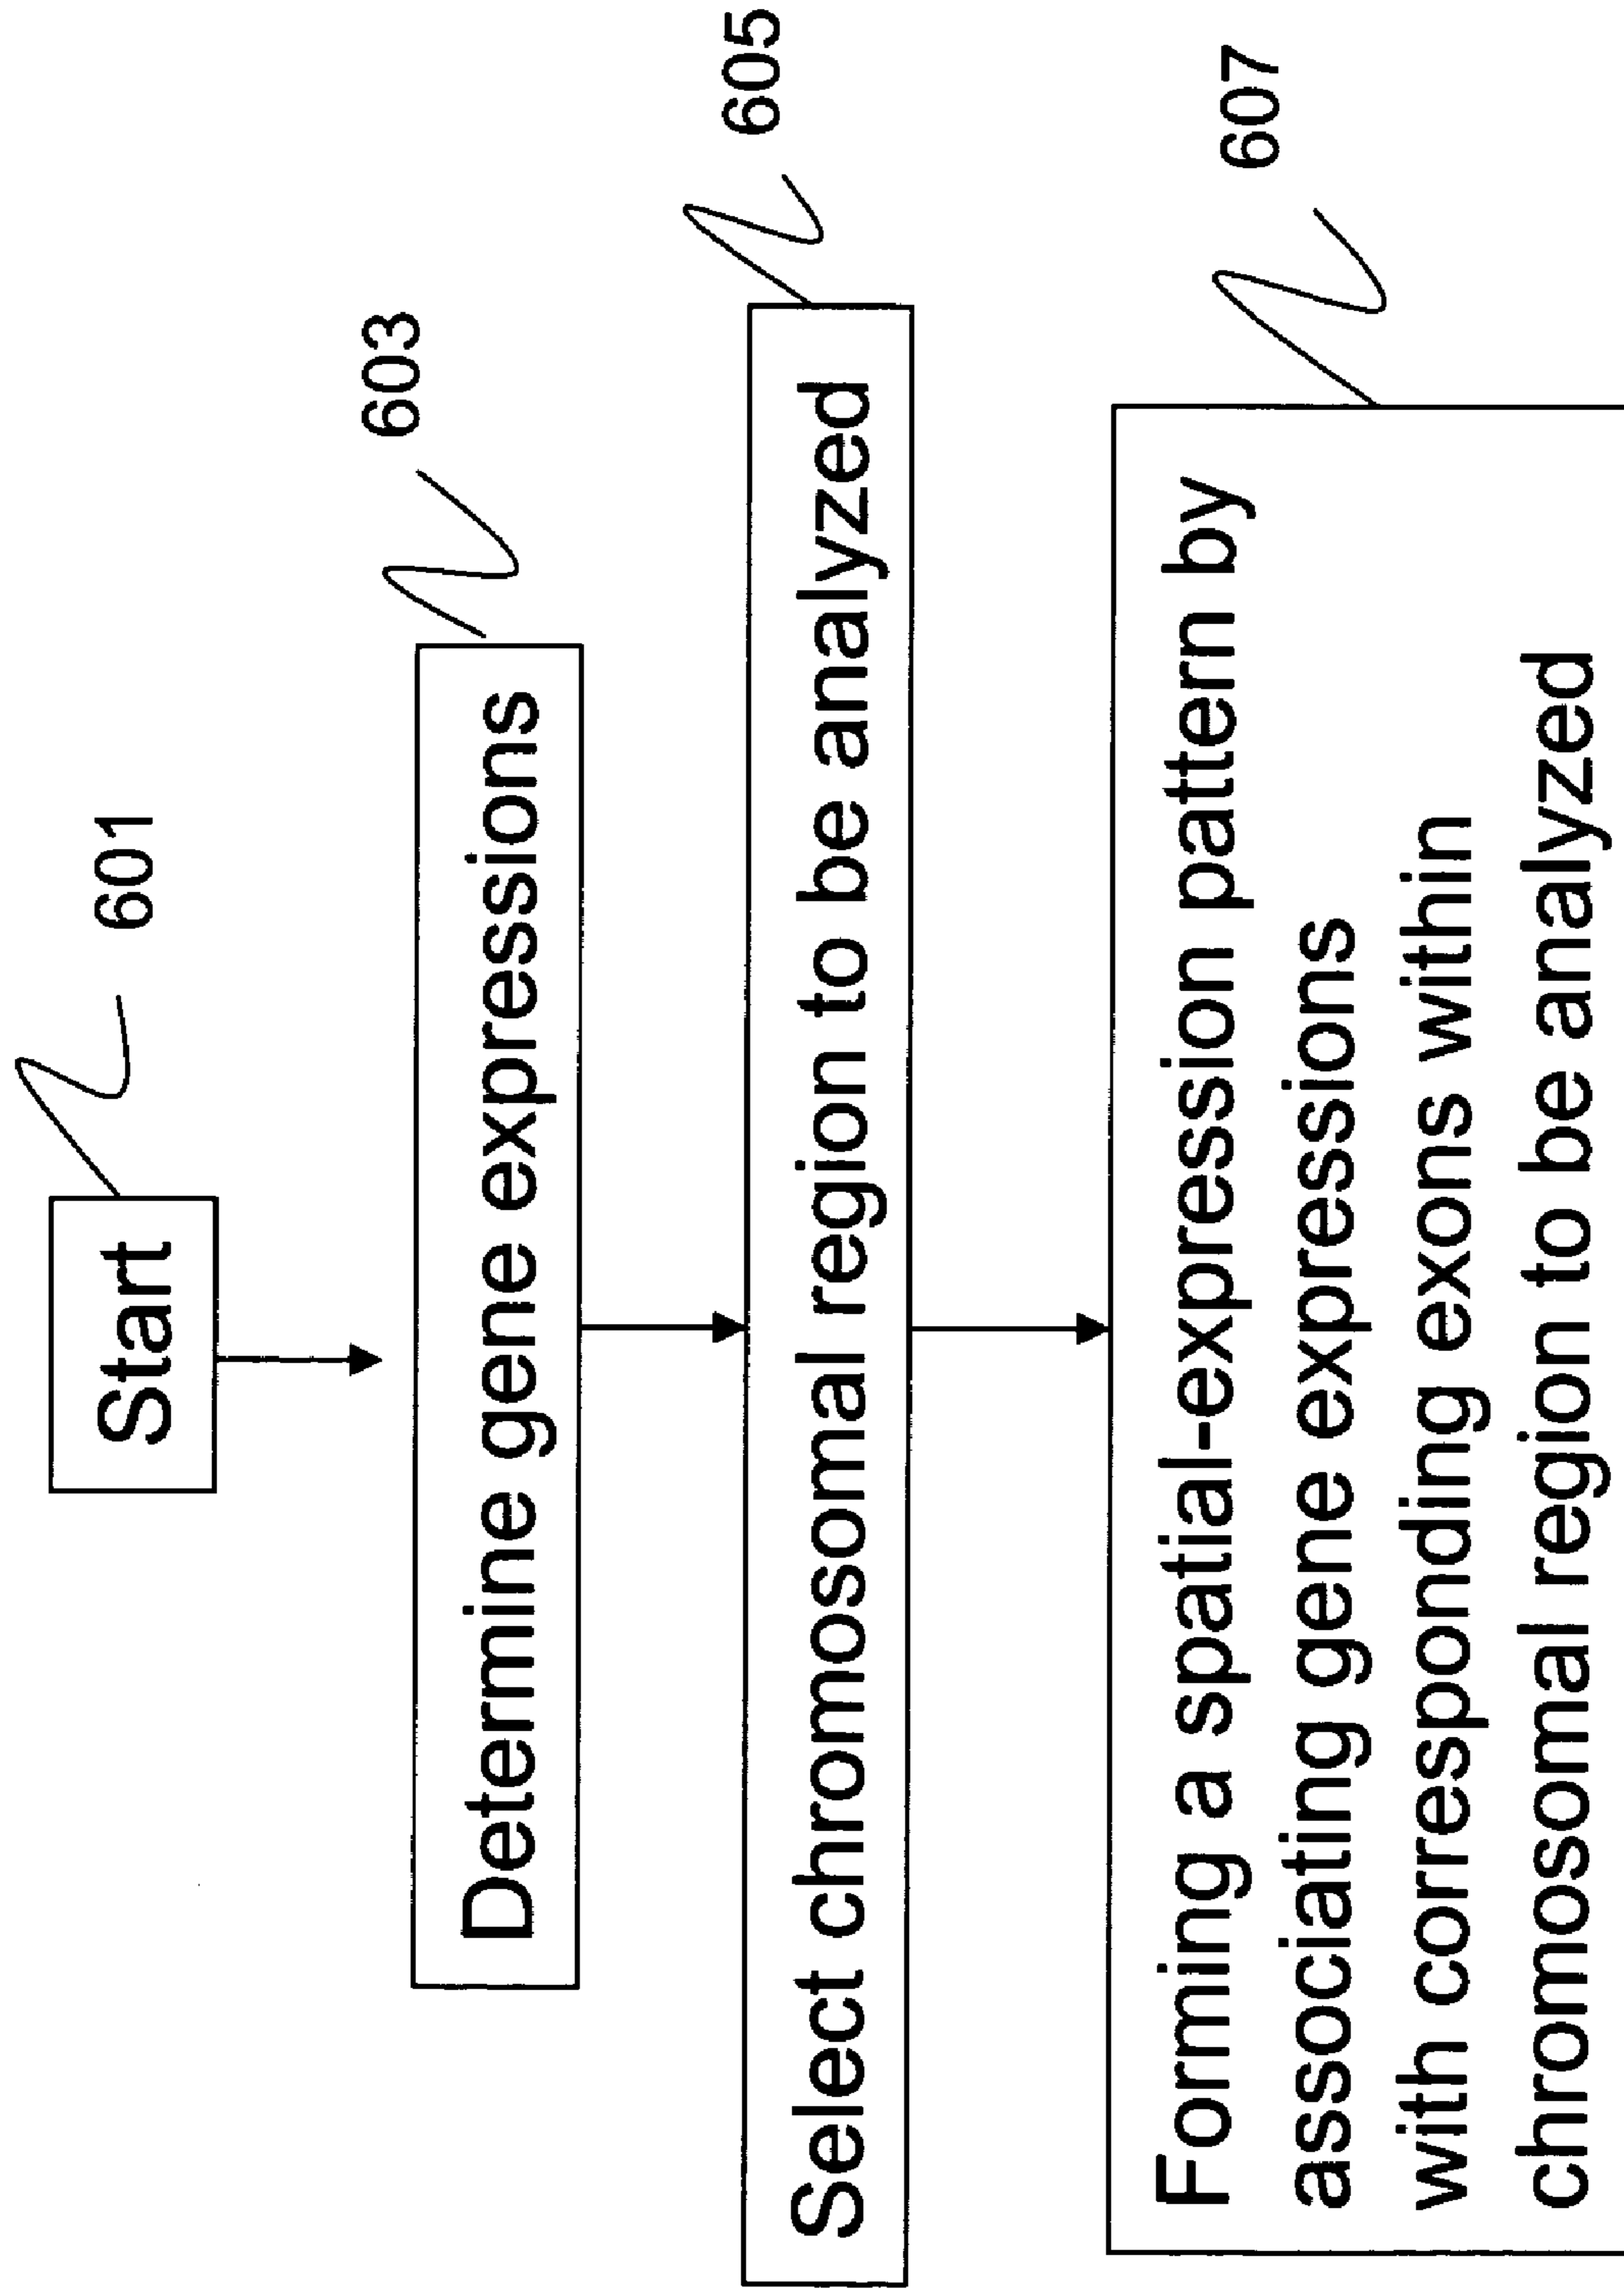 Start
601
Determine gene expressions
603
Select chromosomal region to be analyzed
605
Forming a spatial-expression pattern by
associating gene expressions
with corresponding exons within
chromosomal region to be analyzed
607